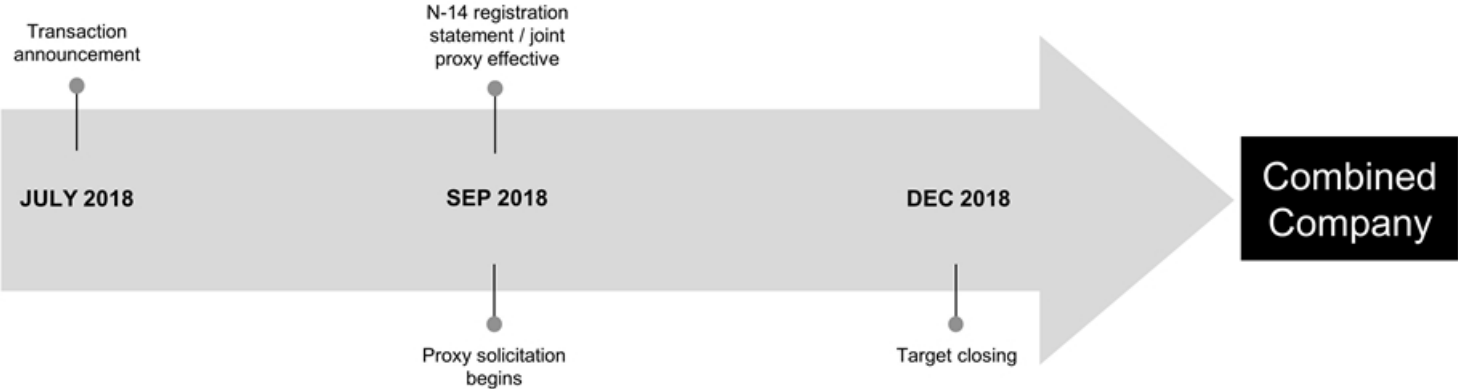 Transaction
announcement
N-14 registration
statement / joint
proxy effective
JULY 2018
SEP 2018
DEC 2018
Combined
Company
Proxy solicitation
begins
Target closing